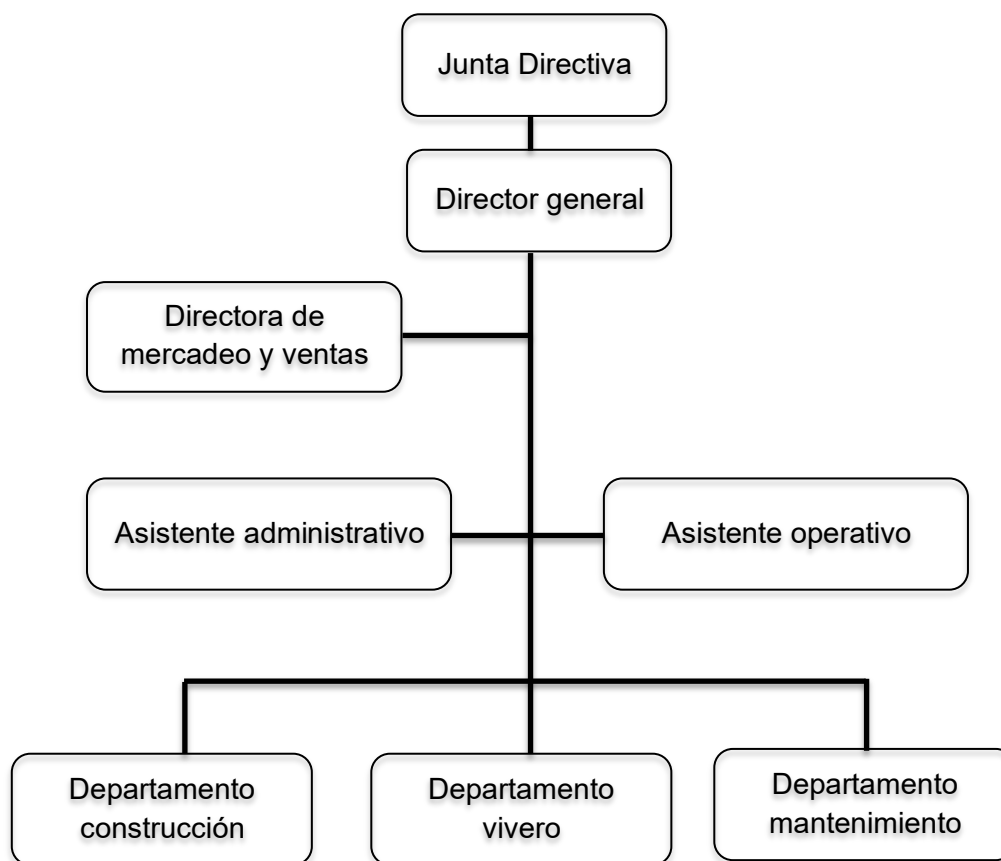 Junta Directiva
Director general
Directora de
mercadeo y ventas
Asistente administrativo
Asistente operativo
Departamento
construcción
Departamento
vivero
Departamento
mantenimiento